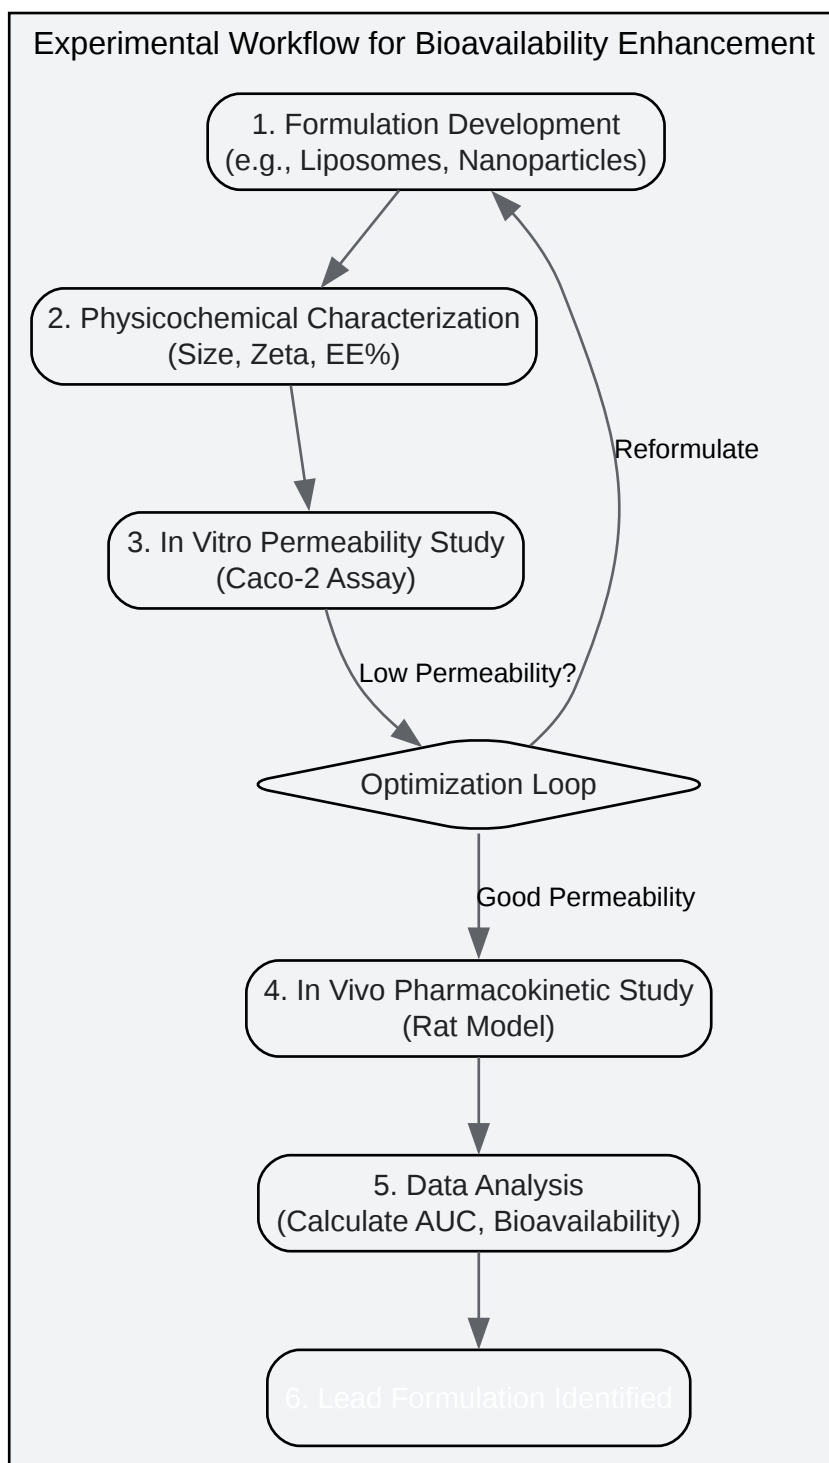 Experimental Workflow for Bioavailability Enhancement
1. Formulation Development
(e.g., Liposomes, Nanoparticles)
2. Physicochemical Characterization
(Size, Zeta, EE%)
Reformulate
3. In Vitro Permeability Study
(Caco-2 Assay)
Low Permeability?
Optimization Loop
Good Permeability
4. In Vivo Pharmacokinetic Study
(Rat Model)
5. Data Analysis
(Calculate AUC, Bioavailability)
6. Lead Formulation Identified